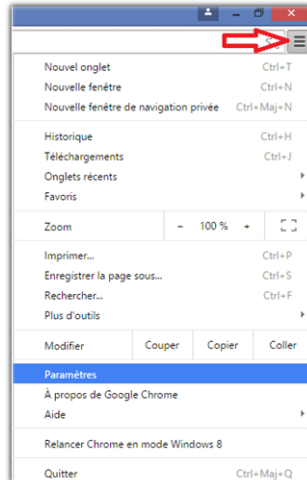 Nouvel onglet Ctrl+T
Nouvelle fenêtre Ctrl+N
Nouvelle fenêtre de navigation privée Ctrl+Maj+N
Historique Ctrl+H
Téléchargements Ctrl+J
Onglets récents
Favoris
Zoom - 100 % +
Imprimer... Ctrl+P
Enregistrer la page sous... Ctrl+S
Rechercher... Ctrl+F
Plus d'outils
Modifier Couper Copier Coller
Paramètres
À propos de Google Chrome
Aide
Relancer Chrome en mode Windows 8
Quitter Ctrl+Maj+Q